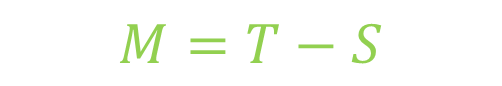 M = T − S